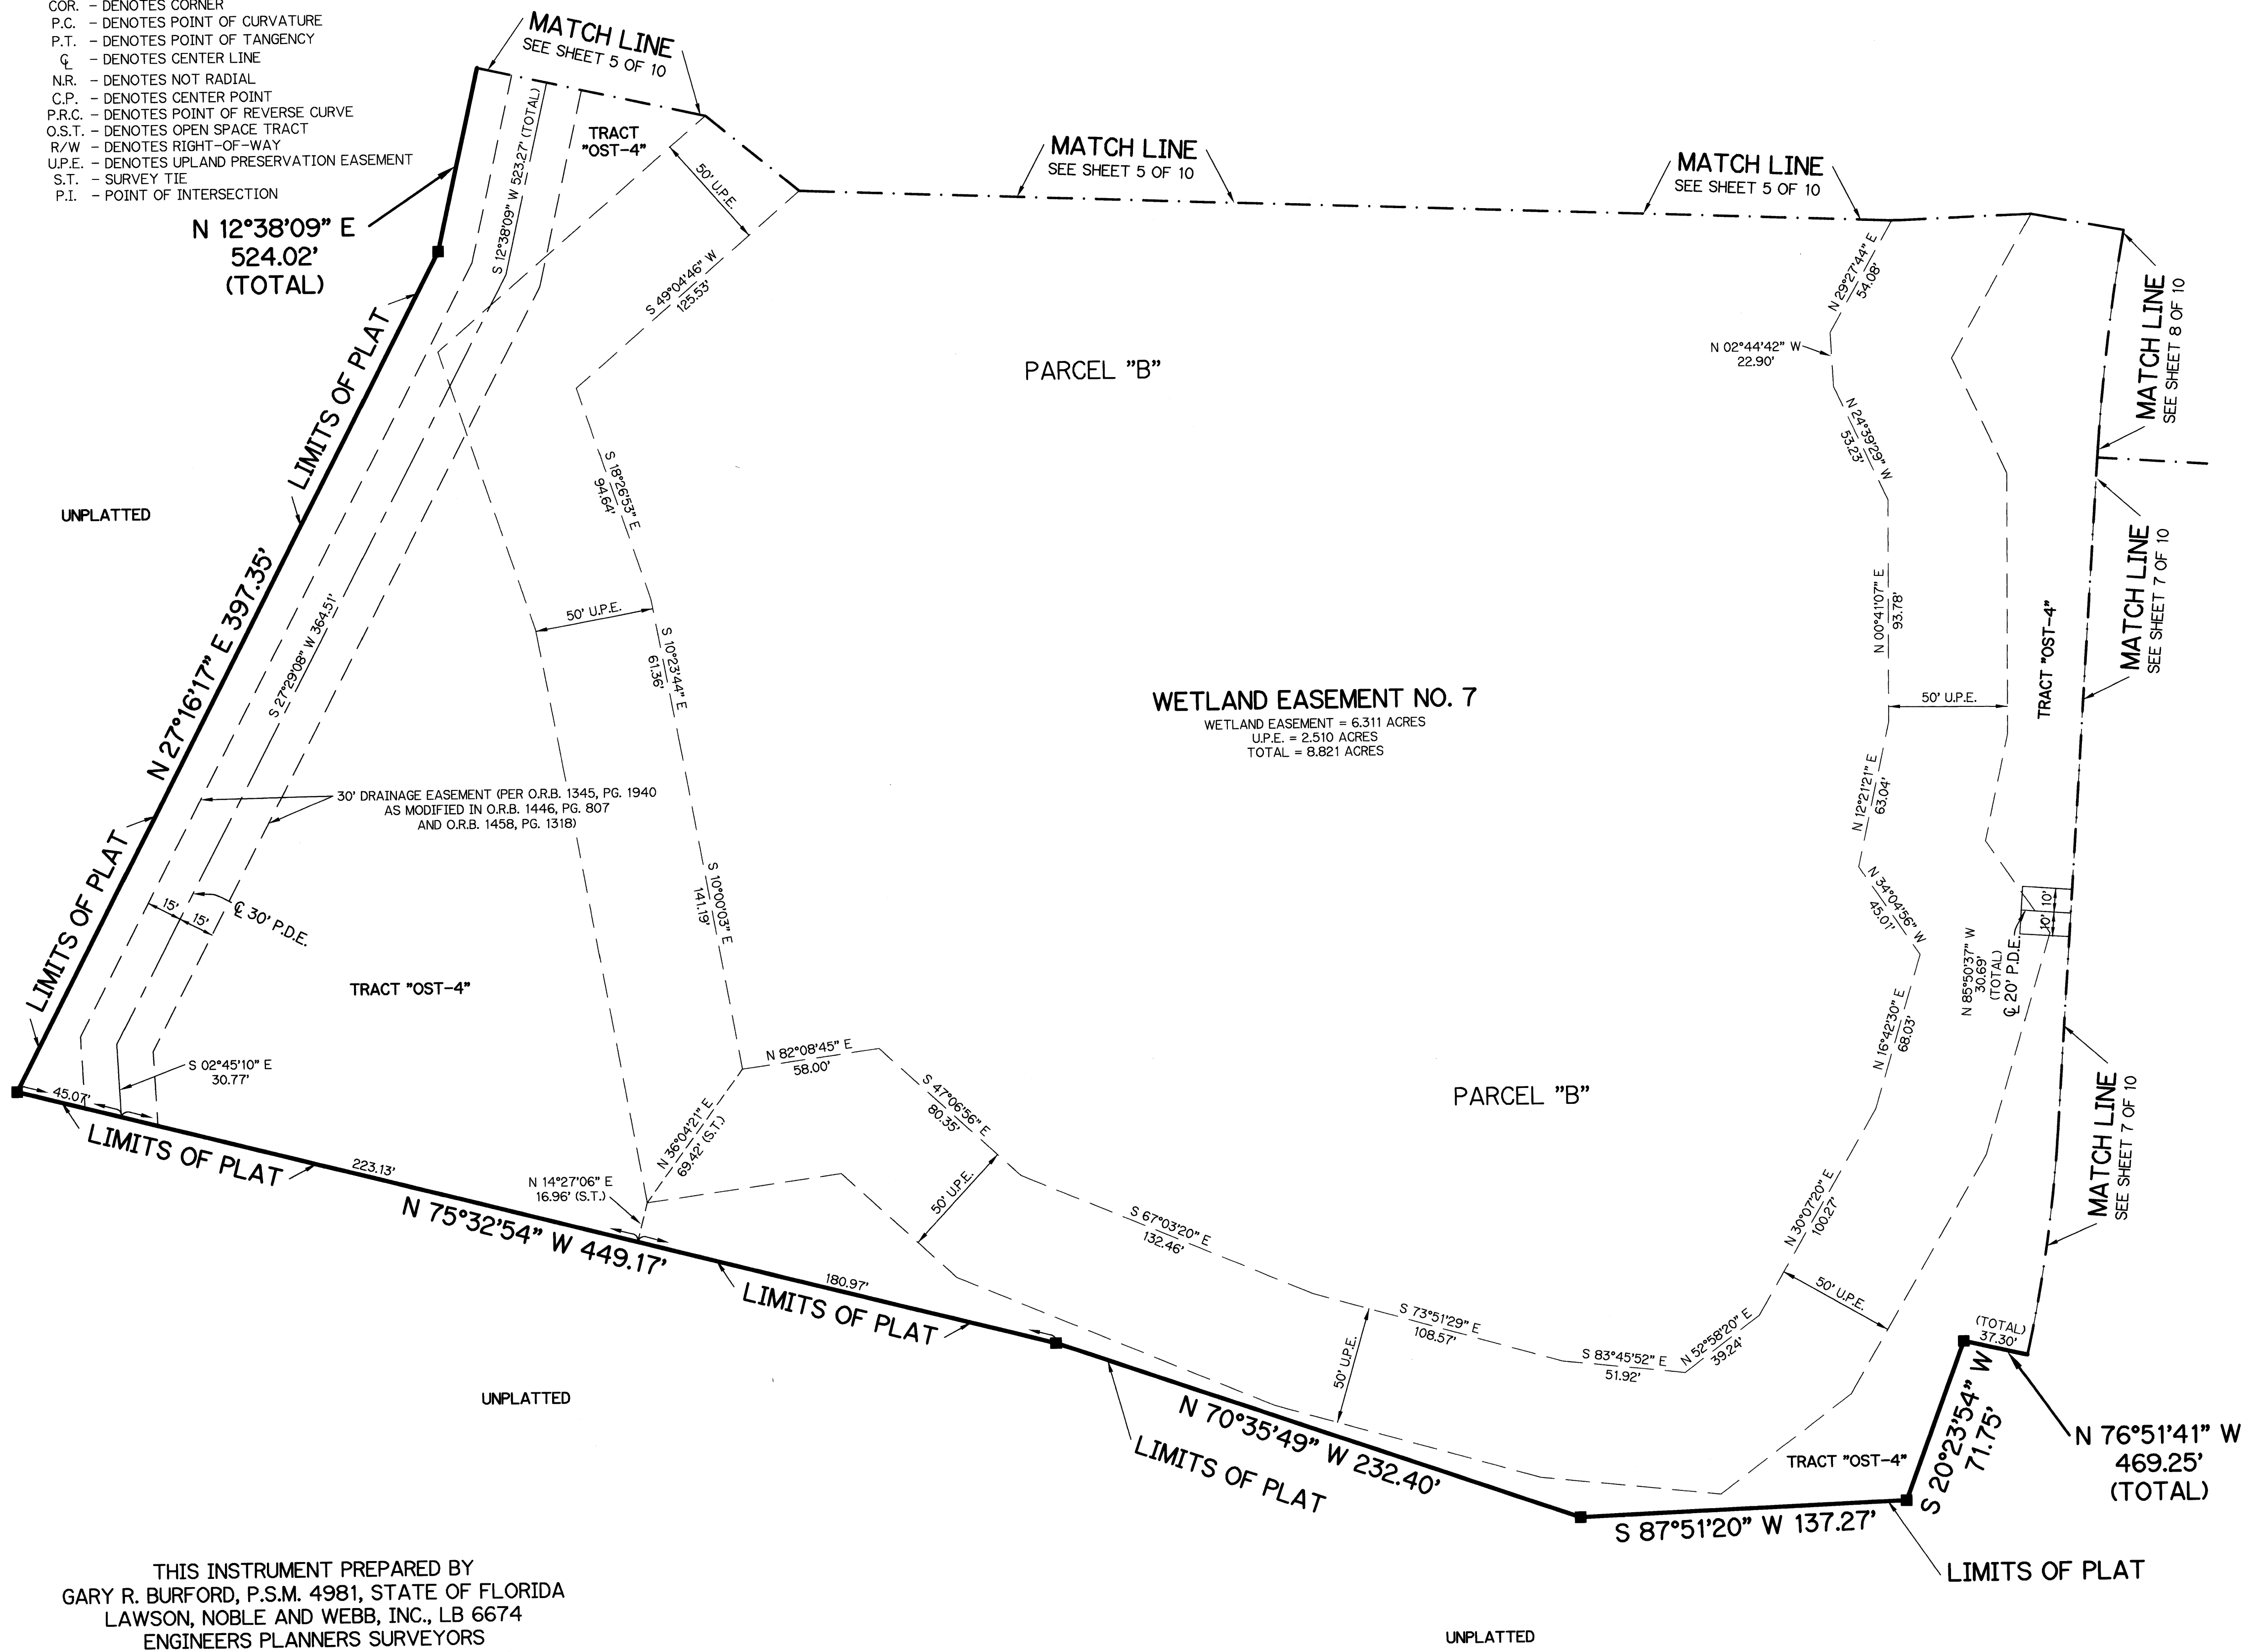 COR. – DENOTES CORNER
P.C. – DENOTES POINT OF CURVATURE
P.T. – DENOTES POINT OF TANGENCY
℄ – DENOTES CENTER LINE
N.R. – DENOTES NOT RADIAL
C.P. – DENOTES CENTER POINT
P.R.C. – DENOTES POINT OF REVERSE CURVE
O.S.T. – DENOTES OPEN SPACE TRACT
R/W – DENOTES RIGHT-OF-WAY
U.P.E. – DENOTES UPLAND PRESERVATION EASEMENT
S.T. – SURVEY TIE
P.I. – POINT OF INTERSECTION
N 12°38'09" E
524.02'
(TOTAL)
MATCH LINE
SEE SHEET 5 OF 10
S 12°38'09" W 523.27' (TOTAL)
TRACT
"OST-4"
50' U.P.E.
S 49°04'46" W
125.53'
MATCH LINE
SEE SHEET 5 OF 10
MATCH LINE
SEE SHEET 5 OF 10
N 29°27'44" E
54.08'
N 02°44'42" W
22.90'
N 24°39'29" W
53.23'
MATCH LINE
SEE SHEET 8 OF 10
PARCEL "B"
LIMITS OF PLAT
UNPLATTED
S 18°26'53" E
94.64'
50' U.P.E.
N 27°16'17" E 397.35'
S 27°29'08" W 364.51'
S 10°23'44" E
61.36'
N 00°41'07" E
93.78'
50' U.P.E.
TRACT "OST-4"
MATCH LINE
SEE SHEET 7 OF 10
WETLAND EASEMENT NO. 7
WETLAND EASEMENT = 6.311 ACRES
U.P.E. = 2.510 ACRES
TOTAL = 8.821 ACRES
30' DRAINAGE EASEMENT (PER O.R.B. 1345, PG. 1940
AS MODIFIED IN O.R.B. 1446, PG. 807
AND O.R.B. 1458, PG. 1318)
N 12°21'21" E
63.04'
LIMITS OF PLAT
15'
15'
℄ 30' P.D.E.
S 10°00'03" E
141.19'
N 34°04'56" W
45.01'
10'
10'
N 85°50'37" W
30.69'
(TOTAL)
℄ 20' P.D.E.
TRACT "OST-4"
N 16°42'30" E
68.03'
S 02°45'10" E
30.77'
45.07'
N 82°08'45" E
58.00'
S 47°06'56" E
80.35'
PARCEL "B"
MATCH LINE
SEE SHEET 7 OF 10
LIMITS OF PLAT
223.13'
N 36°04'21" E
69.42' (S.T.)
N 14°27'06" E
16.96' (S.T.)
50' U.P.E.
N 75°32'54" W 449.17'
S 67°03'20" E
132.46'
N 30°07'20" E
100.27'
50' U.P.E.
180.97'
LIMITS OF PLAT
S 73°51'29" E
108.57'
50' U.P.E.
S 83°45'52" E
51.92'
N 52°58'20" E
39.24'
(TOTAL)
37.30'
UNPLATTED
N 70°35'49" W 232.40'
LIMITS OF PLAT
TRACT "OST-4"
S 20°23'54" W
71.75'
N 76°51'41" W
469.25'
(TOTAL)
S 87°51'20" W 137.27'
LIMITS OF PLAT
THIS INSTRUMENT PREPARED BY
GARY R. BURFORD, P.S.M. 4981, STATE OF FLORIDA
LAWSON, NOBLE AND WEBB, INC., LB 6674
ENGINEERS PLANNERS SURVEYORS
UNPLATTED